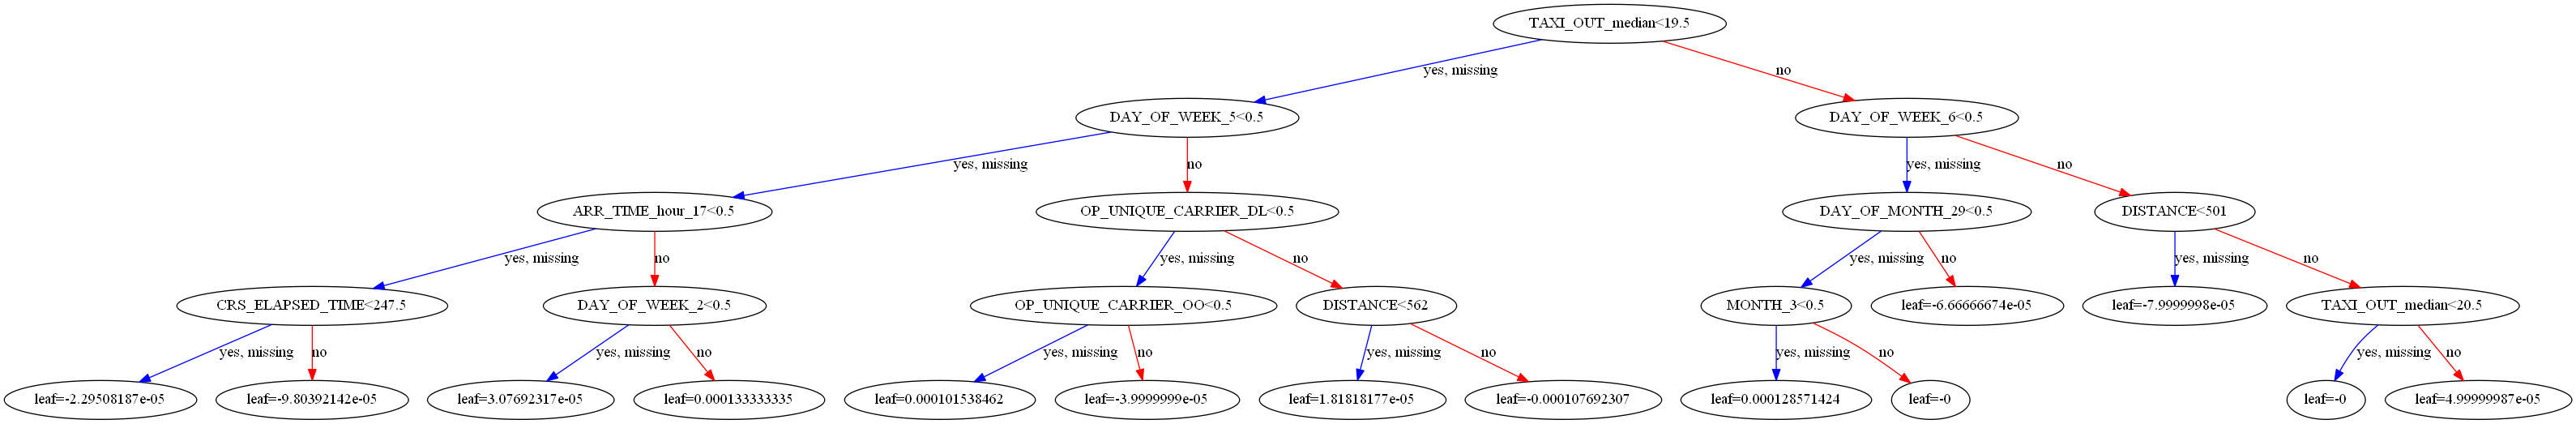 TAXI_OUT_median<19.5
yes, missing
no
DAY_OF_WEEK_5<0.5
DAY_OF_WEEK_6<0.5
yes, missing
no
yes, missing
no
ARR_TIME_hour_17<0.5
OP_UNIQUE_CARRIER_DL<0.5
DAY_OF_MONTH_29<0.5
DISTANCE<501
yes, missing
no
yes, missing
no
yes, missing
no
yes, missing
no
CRS_ELAPSED_TIME<247.5
DAY_OF_WEEK_2<0.5
OP_UNIQUE_CARRIER_OO<0.5
DISTANCE<562
MONTH_3<0.5
leaf=-6.66666674e-05
leaf=-7.9999998e-05
TAXI_OUT_median<20.5
yes, missing
no
yes, missing
no
yes, missing
no
yes, missing
no
yes, missing
no
yes, missing
no
leaf=-2.29508187e-05
leaf=-9.80392142e-05
leaf=3.07692317e-05
leaf=0.000133333335
leaf=0.000101538462
leaf=-3.9999999e-05
leaf=1.81818177e-05
leaf=-0.000107692307
leaf=0.000128571424
leaf=-0
leaf=-0
leaf=4.99999987e-05